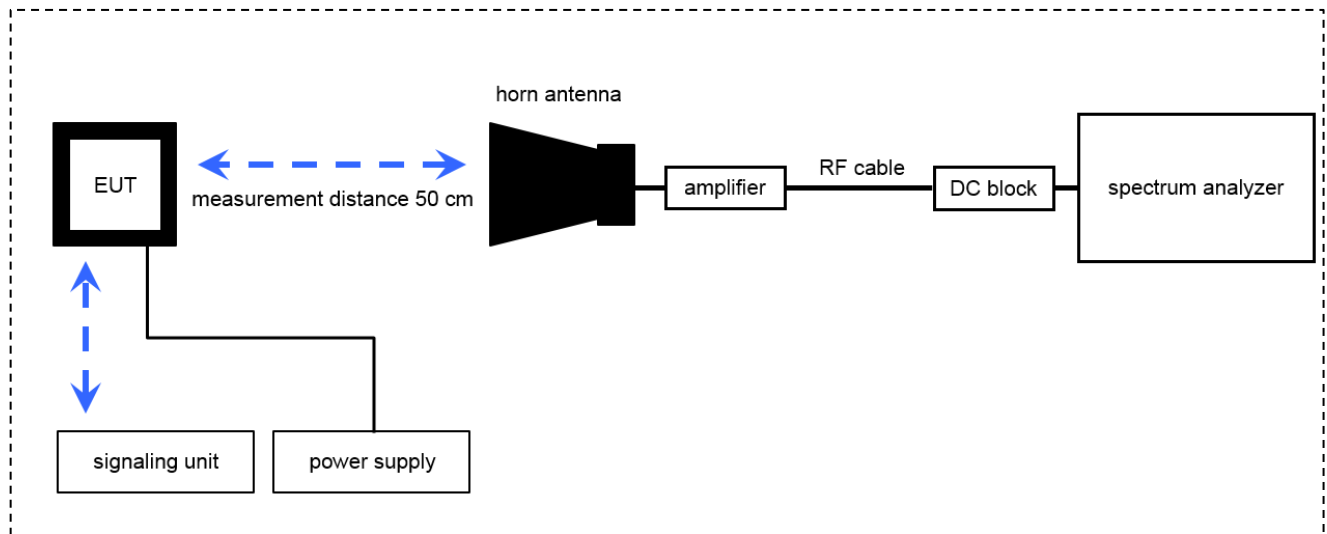 horn antenna
EUT
measurement distance 50 cm
amplifier
RF cable
DC block
spectrum analyzer
signaling unit
power supply